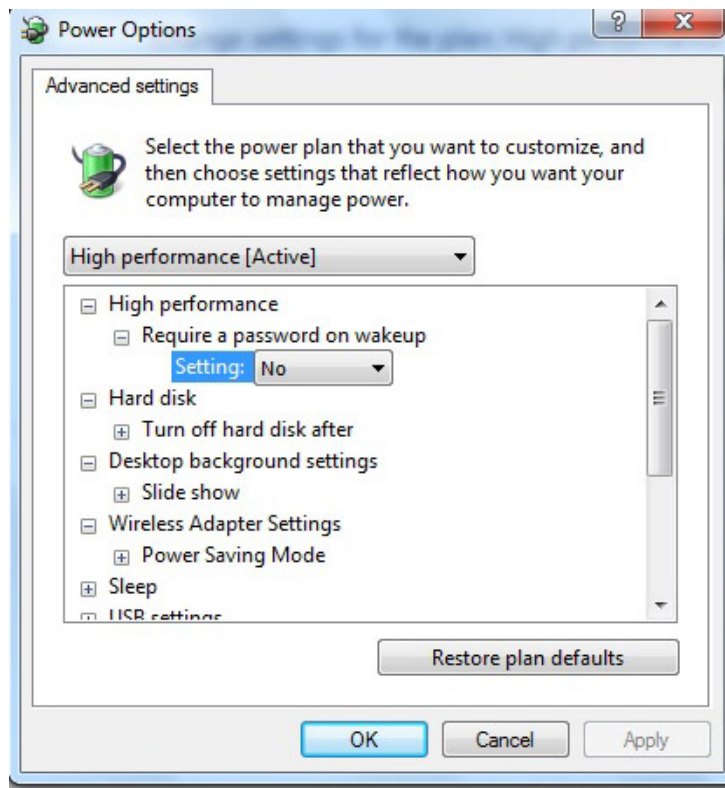 Power Options
Advanced settings
Select the power plan that you want to customize, and
then choose settings that reflect how you want your
computer to manage power.
High performance [Active]
High performance
Require a password on wakeup
Setting: No
Hard disk
Turn off hard disk after
Desktop background settings
Slide show
Wireless Adapter Settings
Power Saving Mode
Sleep
USB settings
Restore plan defaults
OK Cancel Apply